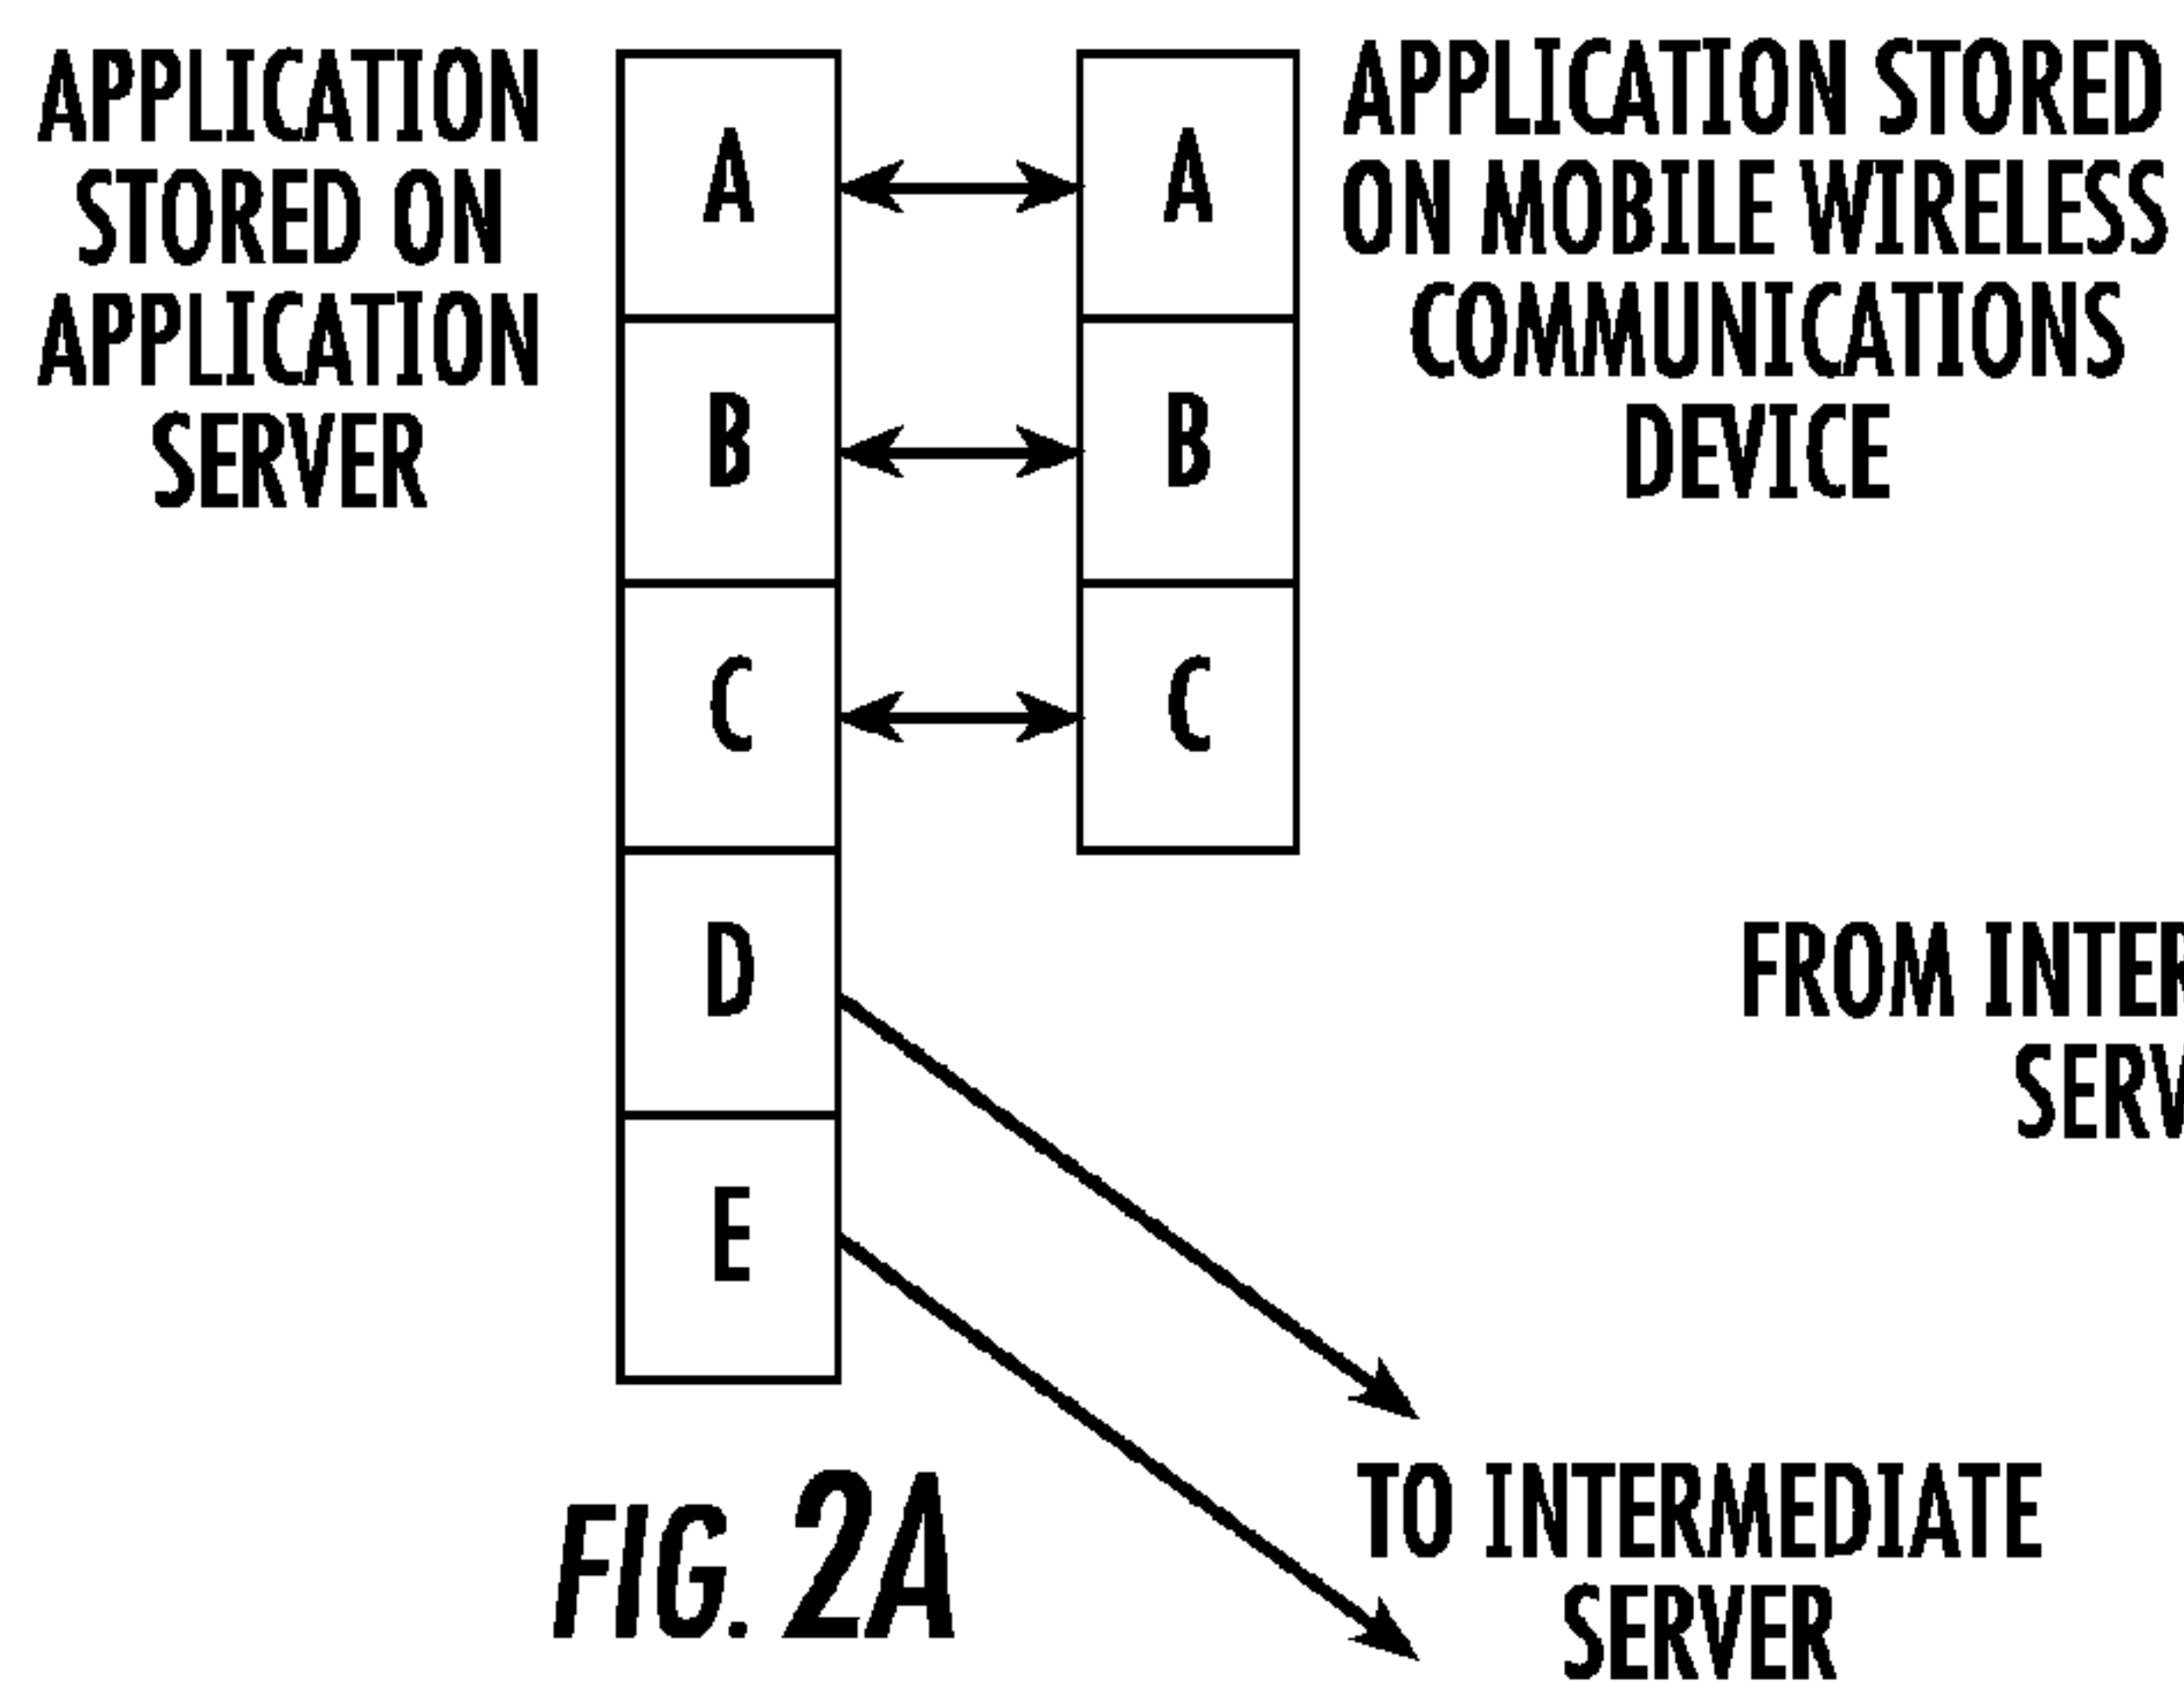 APPLICATION
STORED ON
APPLICATION
SERVER
A
B
C
D
E
A
B
C
APPLICATION STORED
ON MOBILE WIRELESS
COMMUNICATIONS
DEVICE
FROM
TO INTERMEDIATE
SERVER
FIG. 2A